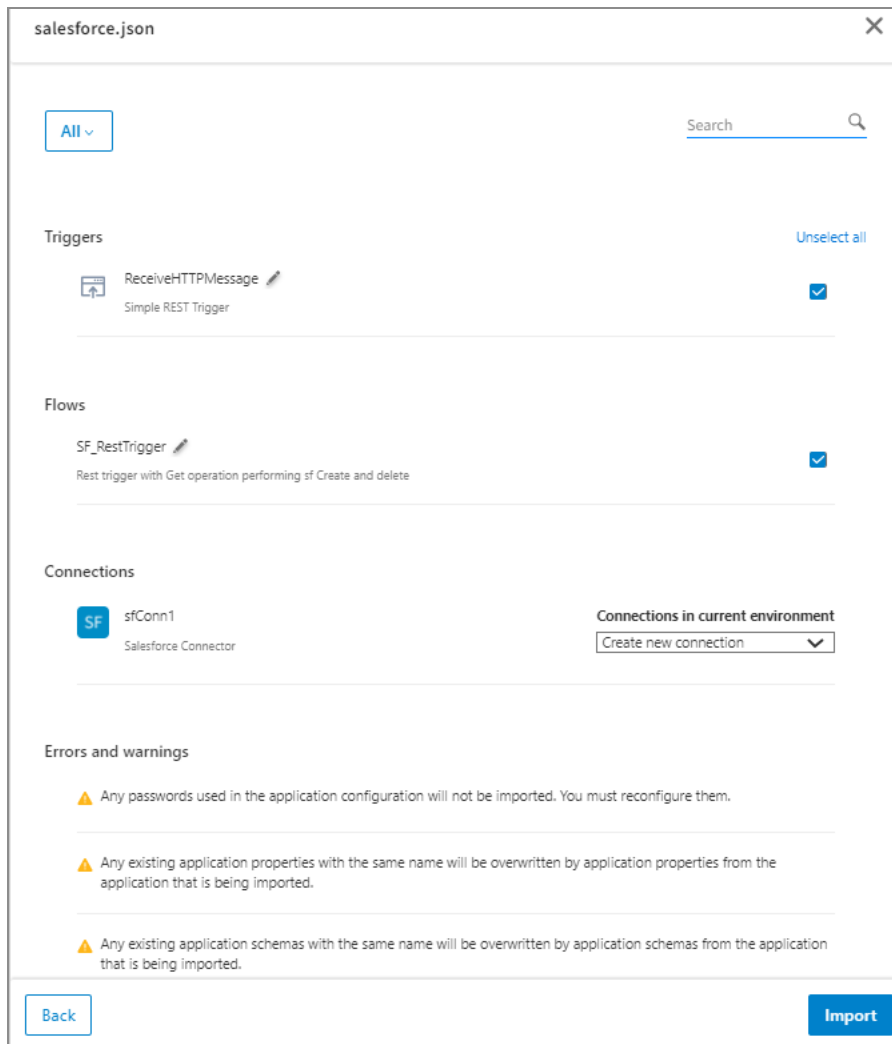 salesforce.json
All
Search
Triggers
Unselect all
ReceiveHTTPMessage
Simple REST Trigger
Flows
SF_RestTrigger
Rest trigger with Get operation performing sf Create and delete
Connections
SF
sfConn1
Salesforce Connector
Connections in current environment
Create new connection
Errors and warnings
Any passwords used in the application configuration will not be imported. You must reconfigure them.
Any existing application properties with the same name will be overwritten by application properties from the
application that is being imported.
Any existing application schemas with the same name will be overwritten by application schemas from the application
that is being imported.
Back
Import